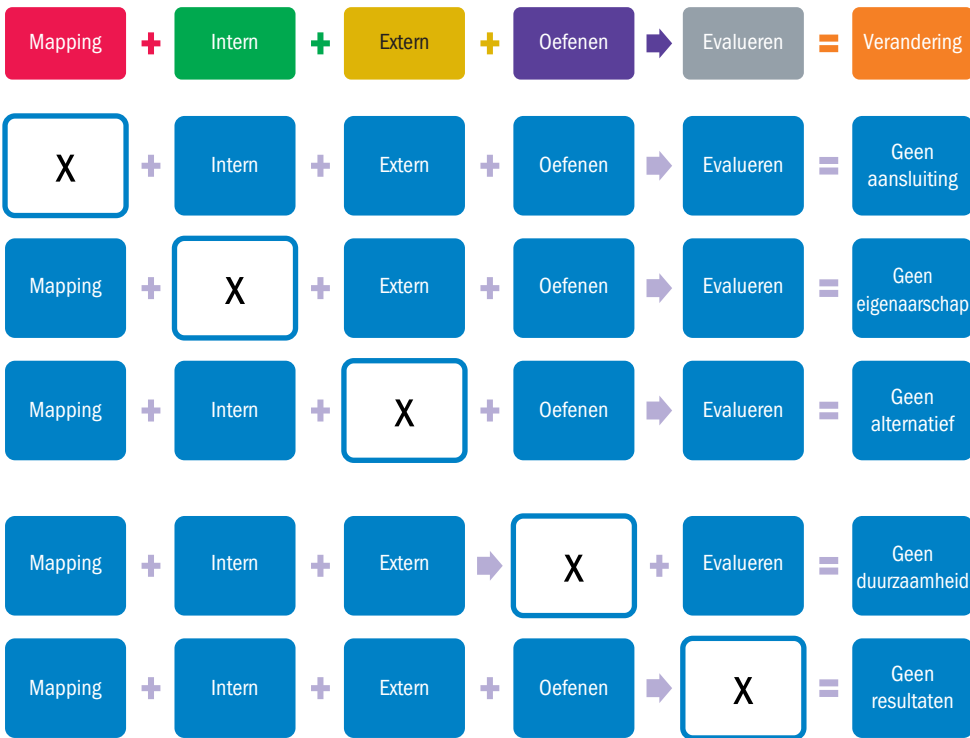 Mapping + Intern + Extern + Oefenen Evalueren = Verandering
X + Intern + Extern + Oefenen Evalueren = Geen
aansluiting
Mapping + X + Extern + Oefenen Evalueren = Geen
eigenaarschap
Mapping + Intern + X + Oefenen Evalueren = Geen
alternatief
Mapping + Intern + Extern X + Evalueren = Geen
duurzaamheid
Mapping + Intern + Extern + Oefenen X = Geen
resultaten